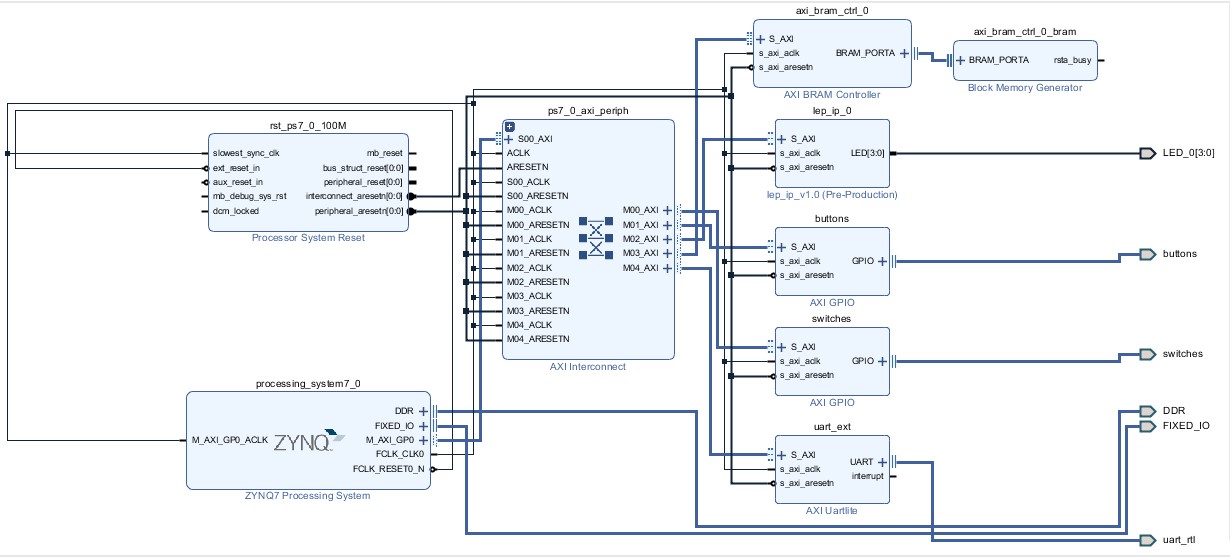 axi_bram_ctrl_0
S_AXI
s_axi_aclk
s_axi_aresetn
BRAM_PORTA
AXI BRAM Controller
axi_bram_ctrl_0_bram
BRAM_PORTA
rsta_busy
Block Memory Generator
rst_ps7_0_100M
slowest_sync_clk
ext_reset_in
aux_reset_in
mb_debug_sys_rst
dcm_locked
mb_reset
bus_struct_reset[0:0]
peripheral_reset[0:0]
interconnect_aresetn[0:0]
peripheral_aresetn[0:0]
Processor System Reset
ps7_0_axi_periph
S00_AXI
ACLK
ARESETN
S00_ACLK
S00_ARESETN
M00_ACLK
M00_ARESETN
M01_ACLK
M01_ARESETN
M02_ACLK
M02_ARESETN
M03_ACLK
M03_ARESETN
M04_ACLK
M04_ARESETN
M00_AXI
M01_AXI
M02_AXI
M03_AXI
M04_AXI
AXI Interconnect
lep_ip_0
S_AXI
s_axi_aclk
s_axi_aresetn
LED[3:0]
lep_ip_v1.0 (Pre-Production)
LED_0[3:0]
buttons
S_AXI
s_axi_aclk
s_axi_aresetn
GPIO
AXI GPIO
buttons
switches
S_AXI
s_axi_aclk
s_axi_aresetn
GPIO
AXI GPIO
switches
processing_system7_0
M_AXI_GP0_ACLK
ZYNQ
DDR
FIXED_IO
M_AXI_GP0
FCLK_CLK0
FCLK_RESET0_N
ZYNQ7 Processing System
DDR
FIXED_IO
uart_ext
S_AXI
s_axi_aclk
s_axi_aresetn
UART
interrupt
AXI Uartlite
uart_rtl